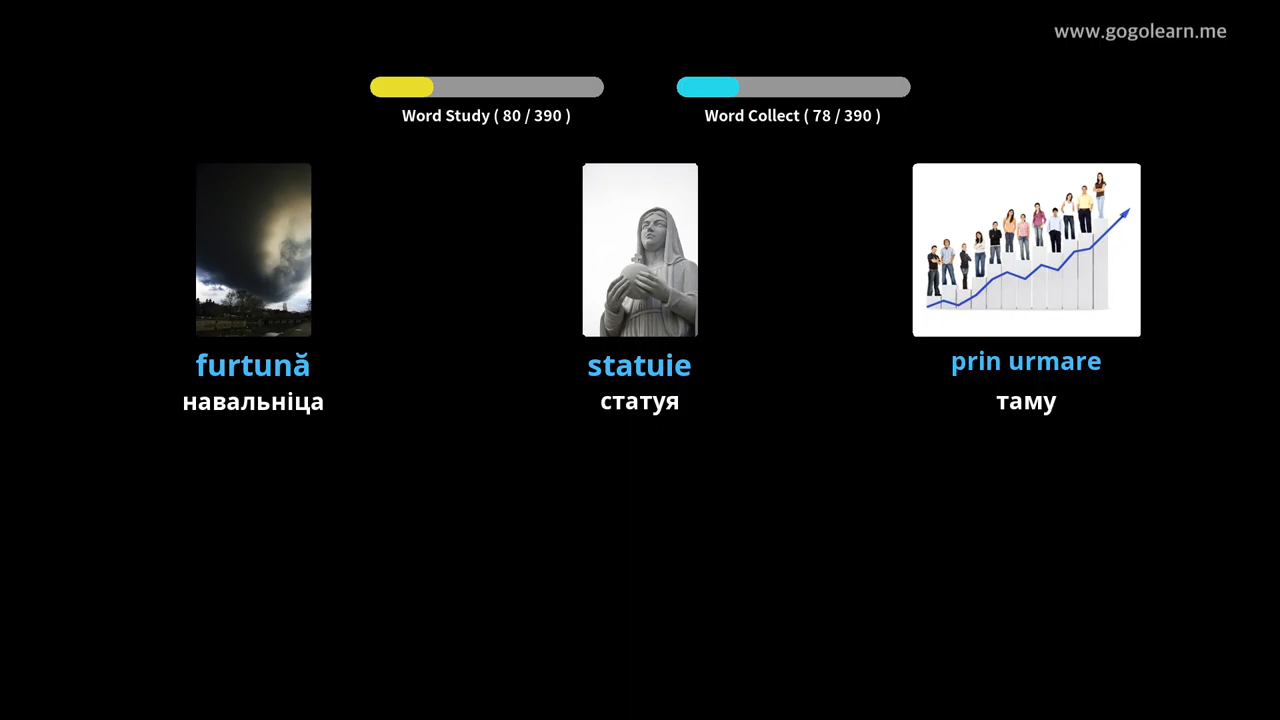 www.gogolearn.me
Word Study ( 80 / 390 )
Word Collect ( 78 / 390 )
furtună
statuie
prin urmare
навальніца
статуя
таму